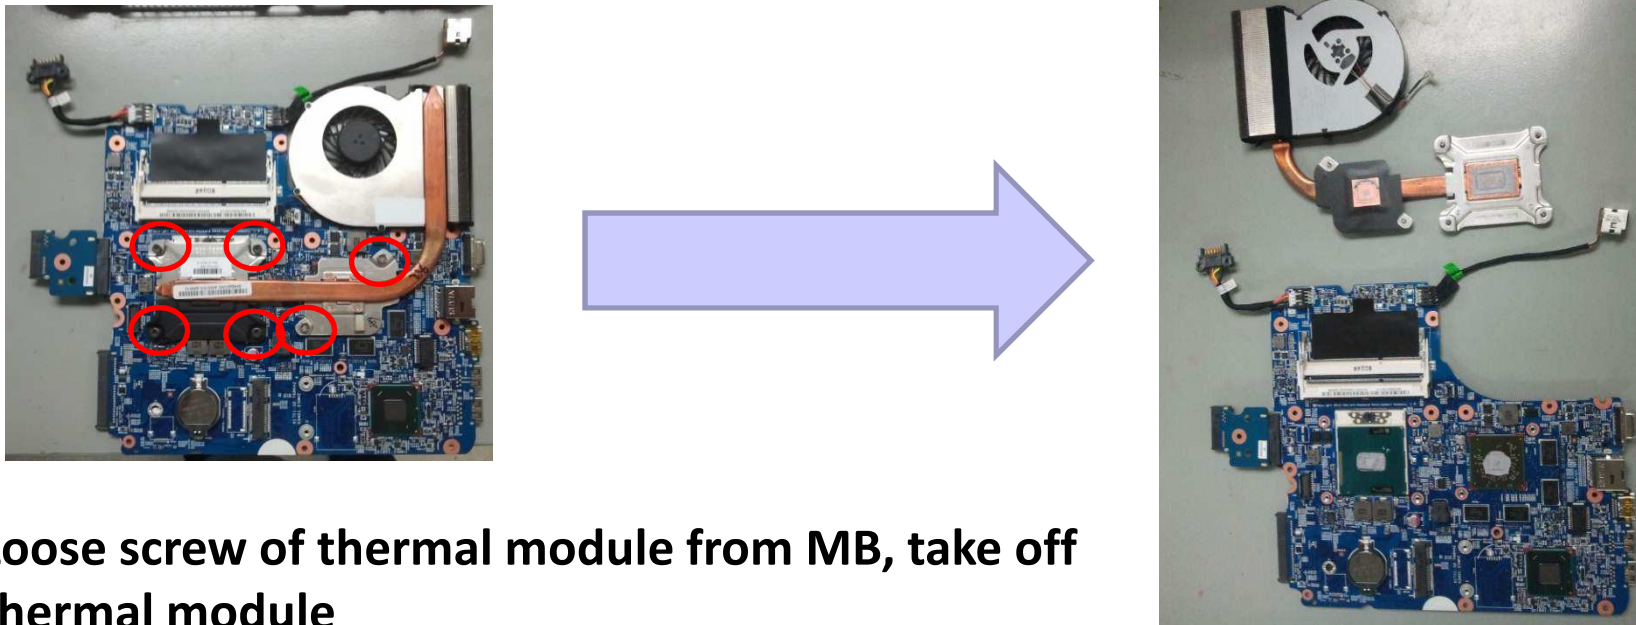 oose screw of thermal module from MB, take off
hermal module